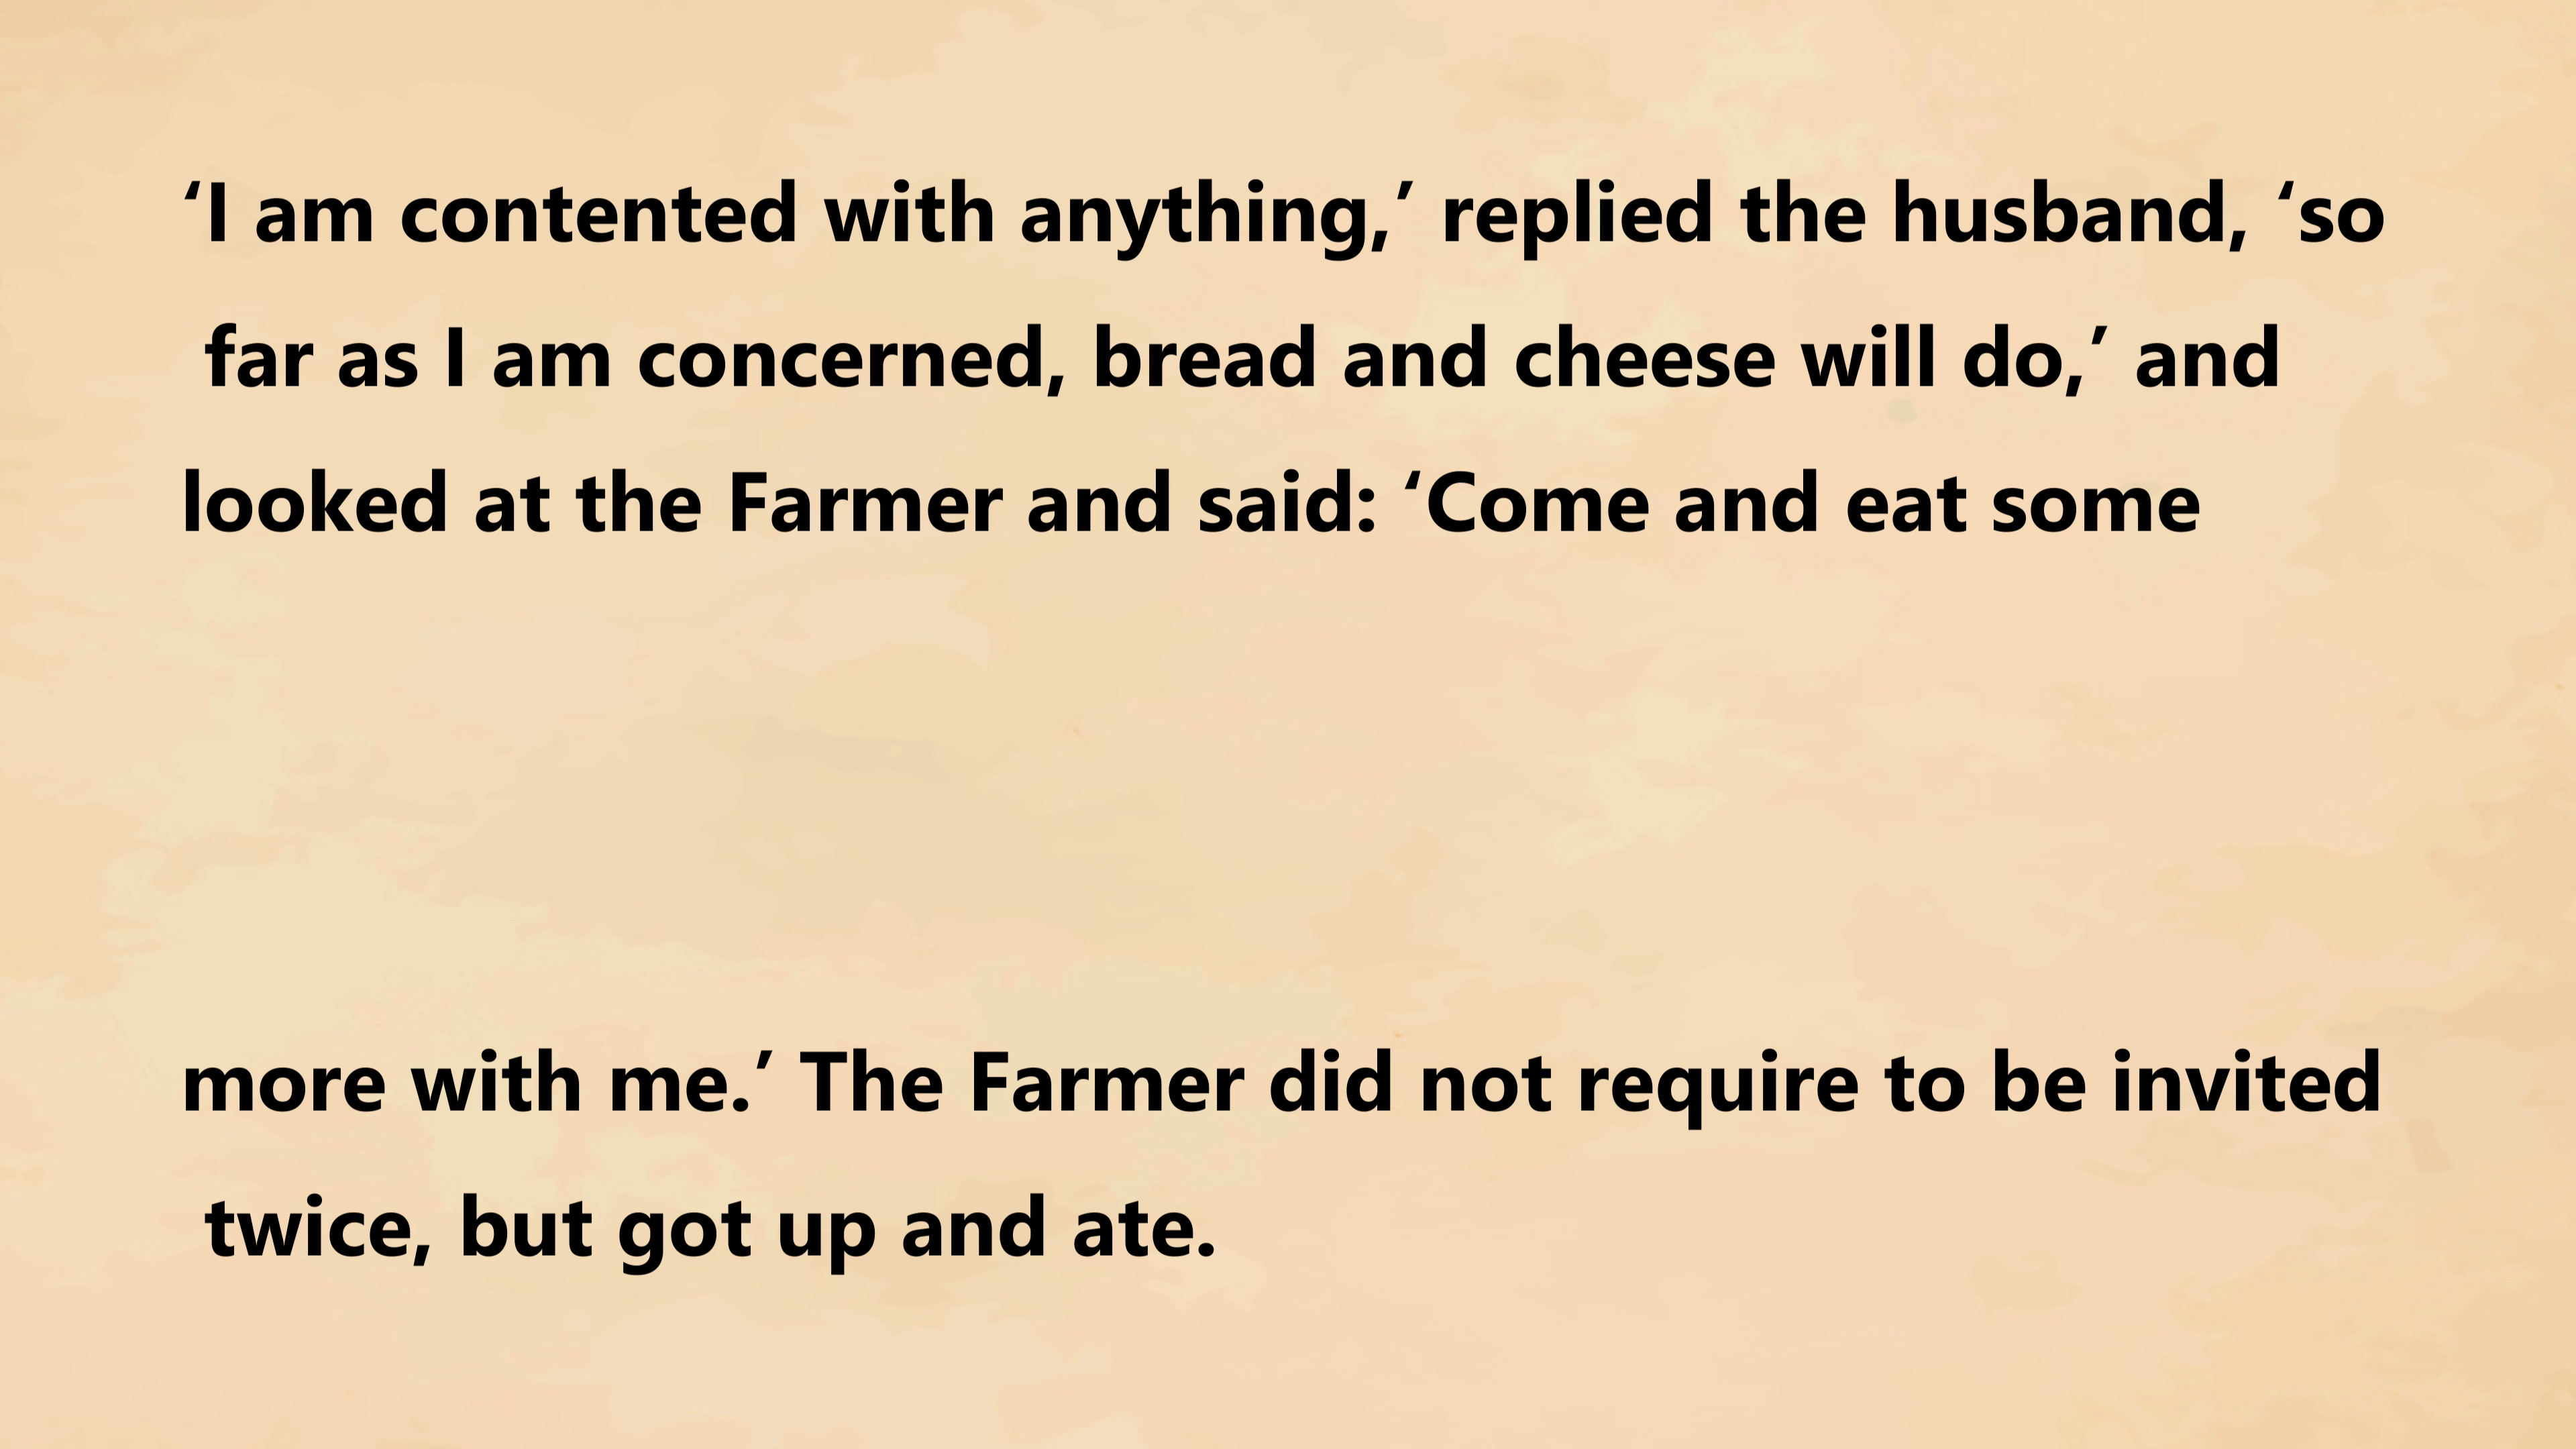 ‘I am contented with anything,’ replied the husband, ‘so
far as I am concerned, bread and cheese will do,’ and
looked at the Farmer and said: ‘Come and eat some
more with me.’ The Farmer did not require to be invited
twice, but got up and ate.